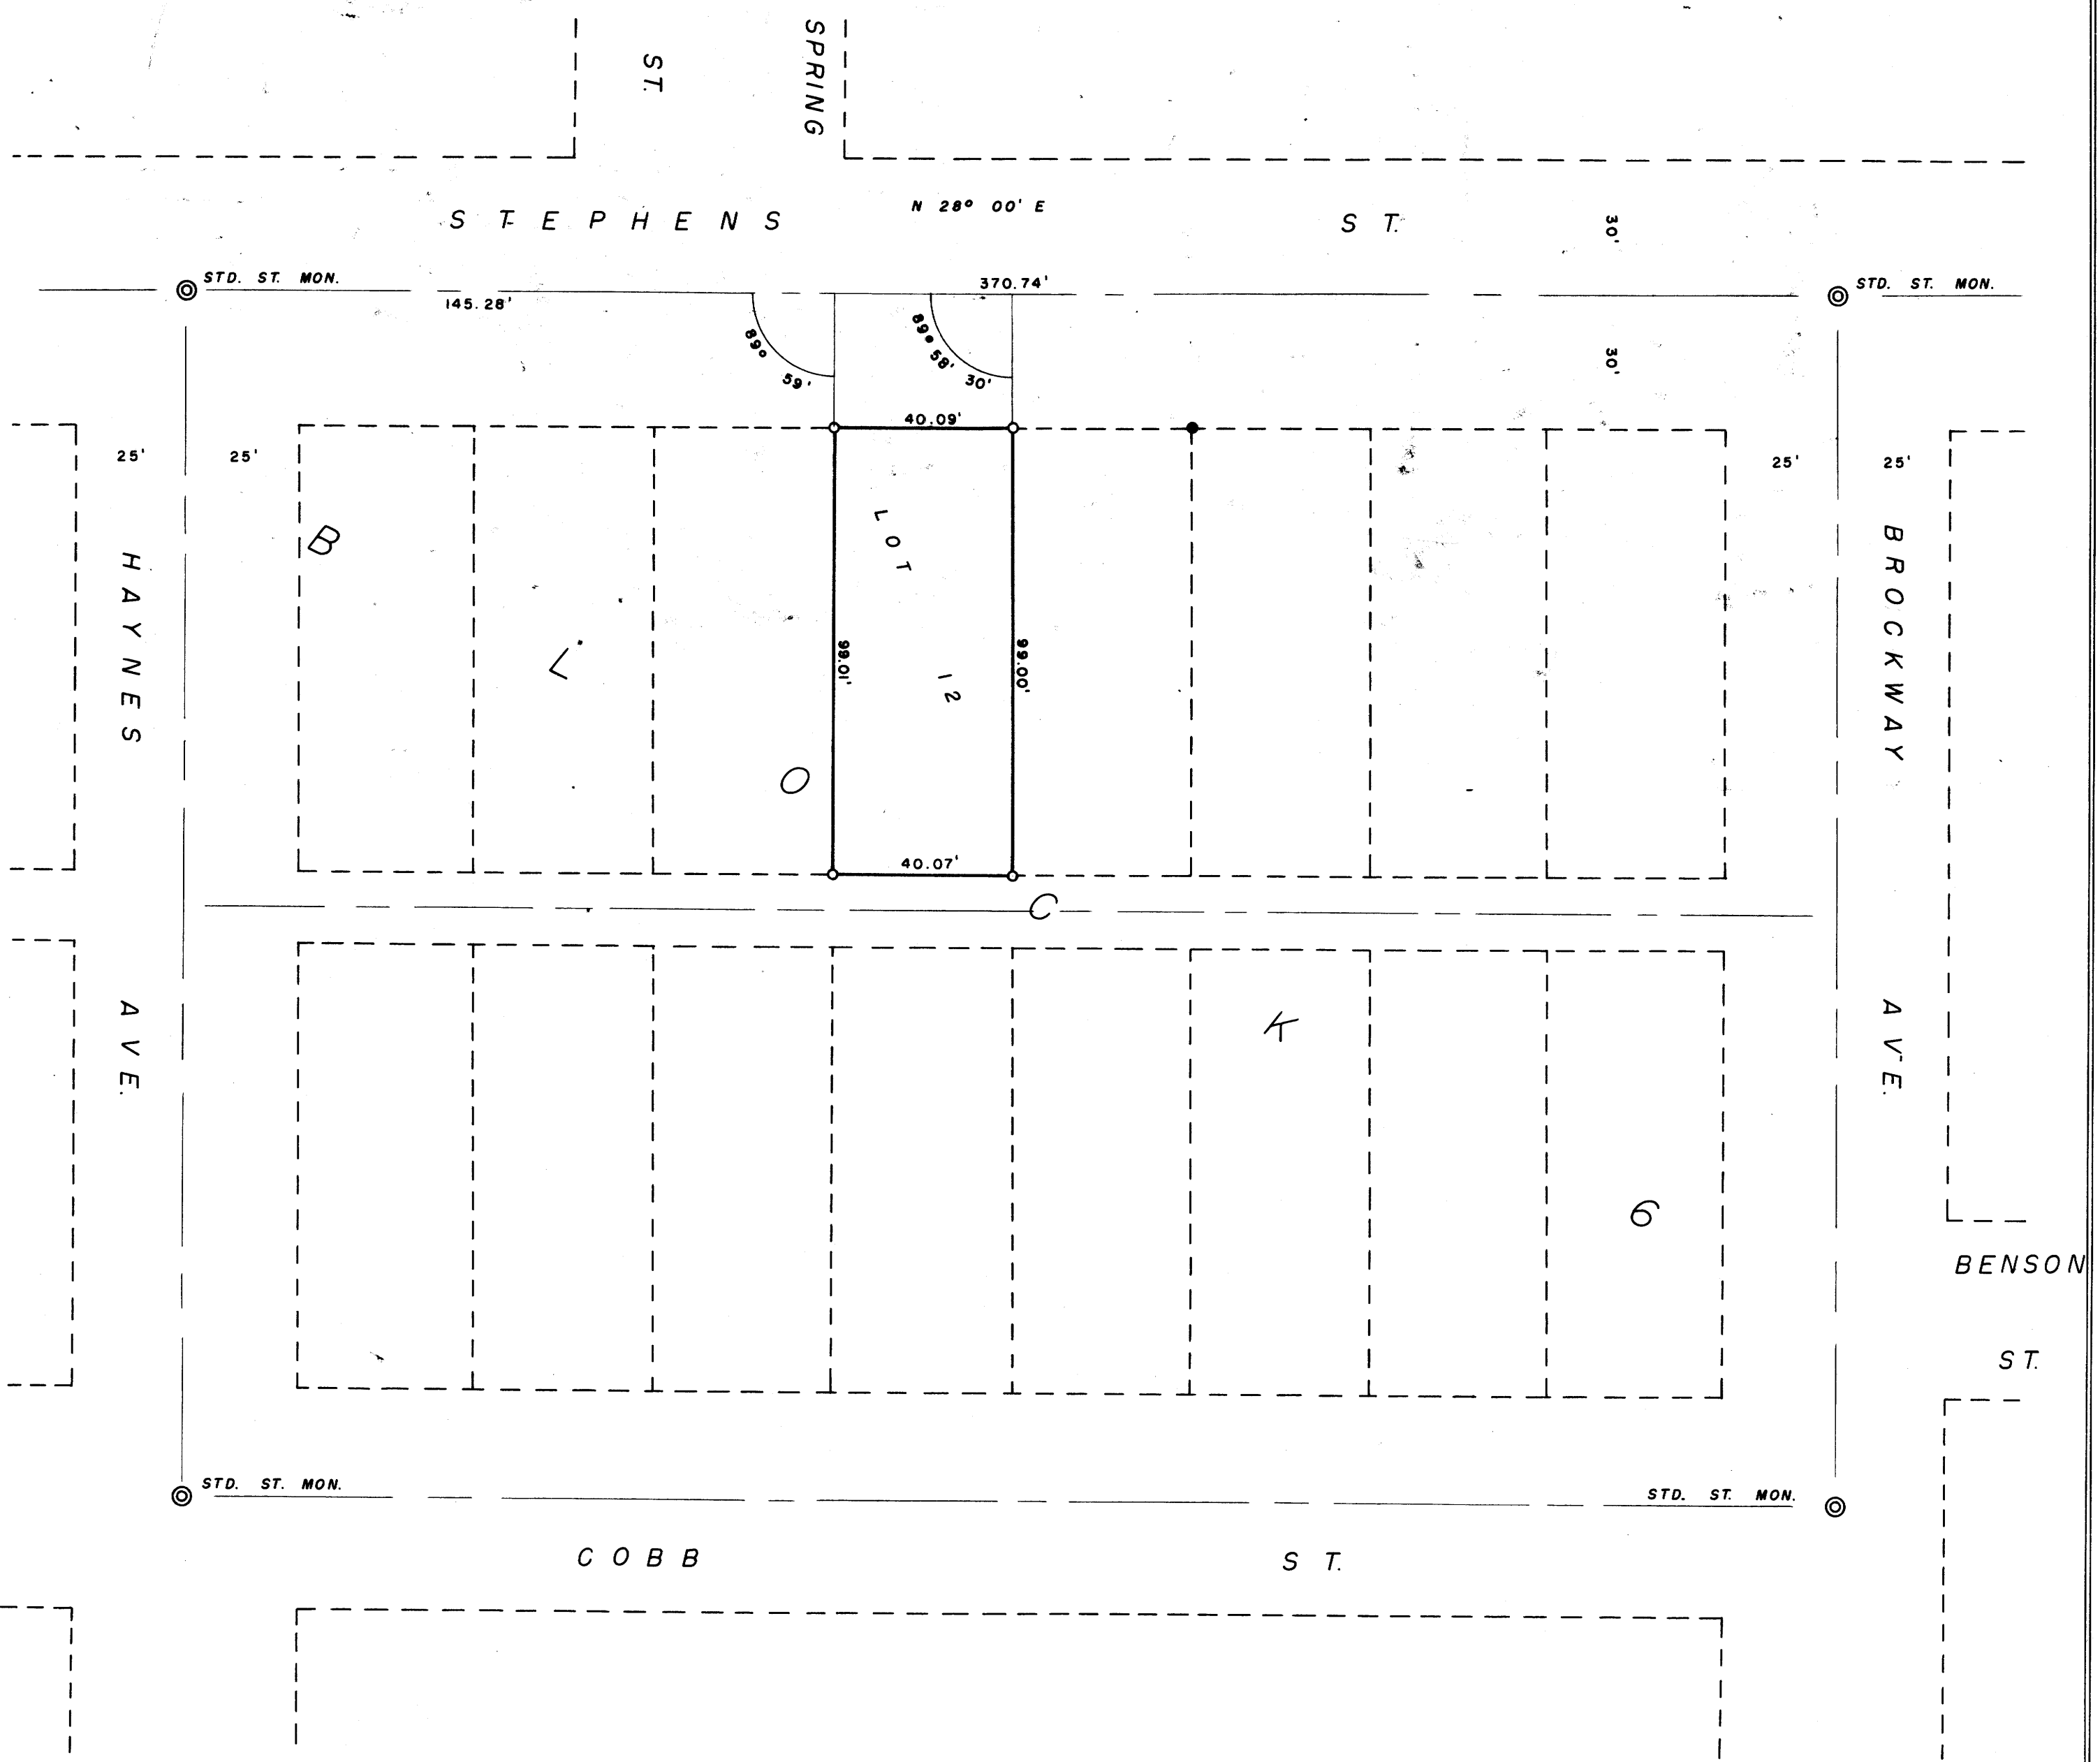 SPRING
ST.
N 28° 00' E
STEPHENS ST.
30'
STD. ST. MON.
370.74'
STD. ST. MON.
145.28'
89° 59'
89° 58' 30'
30'
40.09'
25'
25'
25'
25'
LOT 12
HAYNES AVE.
BROCKWAY AVE.
99.01'
99.00'
40.07'
BLOCK 6
BENSON
ST.
STD. ST. MON.
STD. ST. MON.
COBB ST.